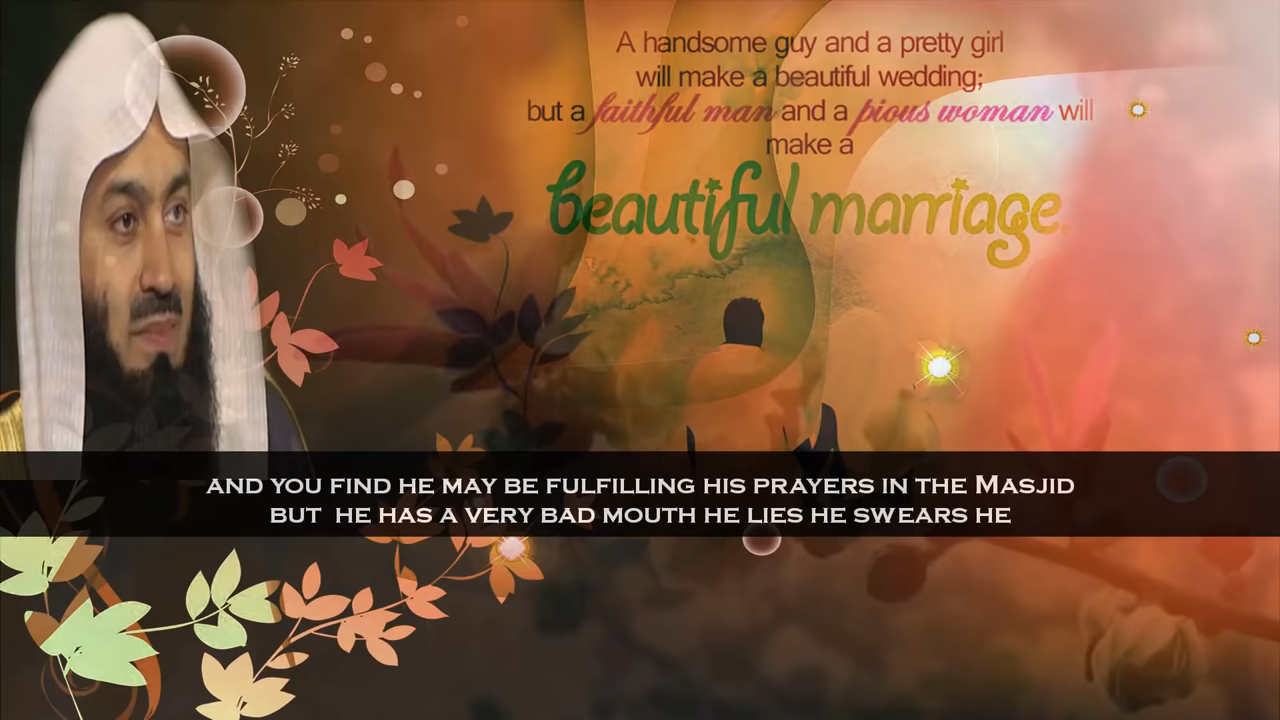 A handsome guy and a pretty girl
will make a beautiful wedding;
but a faithful man and a pious woman will
make a
beautiful marriage.
AND YOU FIND HE MAY BE FULFILLING HIS PRAYERS IN THE MASJID
BUT HE HAS A VERY BAD MOUTH HE LIES HE SWEARS HE